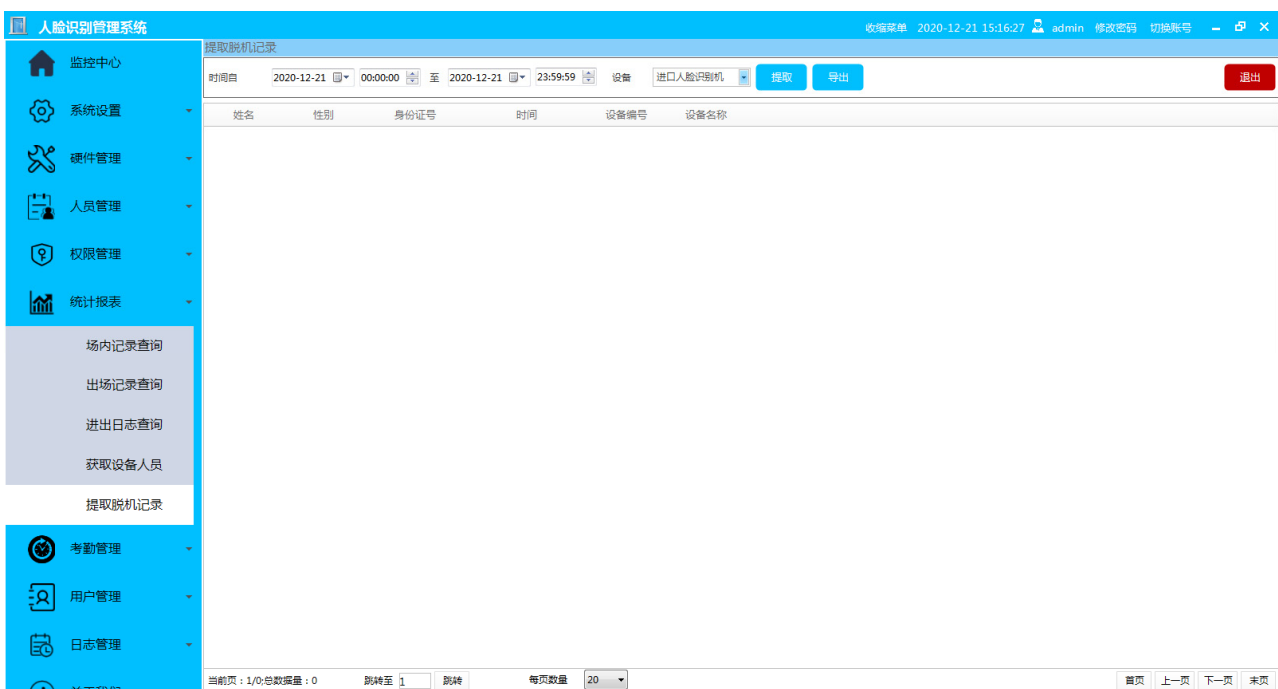 人脸识别管理系统
收缩菜单 2020-12-21 15:16:27 admin 修改密码 切换账号
监控中心
系统设置
硬件管理
人员管理
权限管理
统计报表
场内记录查询
出场记录查询
进出日志查询
获取设备人员
提取脱机记录
考勤管理
用户管理
日志管理
提取脱机记录
时间自 2020-12-21 00:00:00 至 2020-12-21 23:59:59 设备 进口人脸识别机 提取 导出 退出
姓名 性别 身份证号 时间 设备编号 设备名称
当前页：1/0;总数据量：0 跳转至 1 跳转 每页数量 20 首页 上一页 下一页 末页